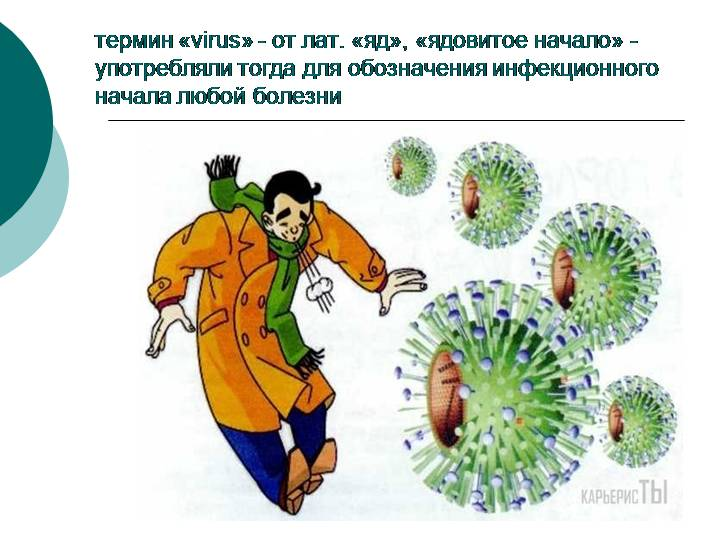 термин «virus» - от лат. «яд», «ядовитое начало» -
употребляли тогда для обозначения инфекционного
начала любой болезни
КАРЬЕРИСТЫ